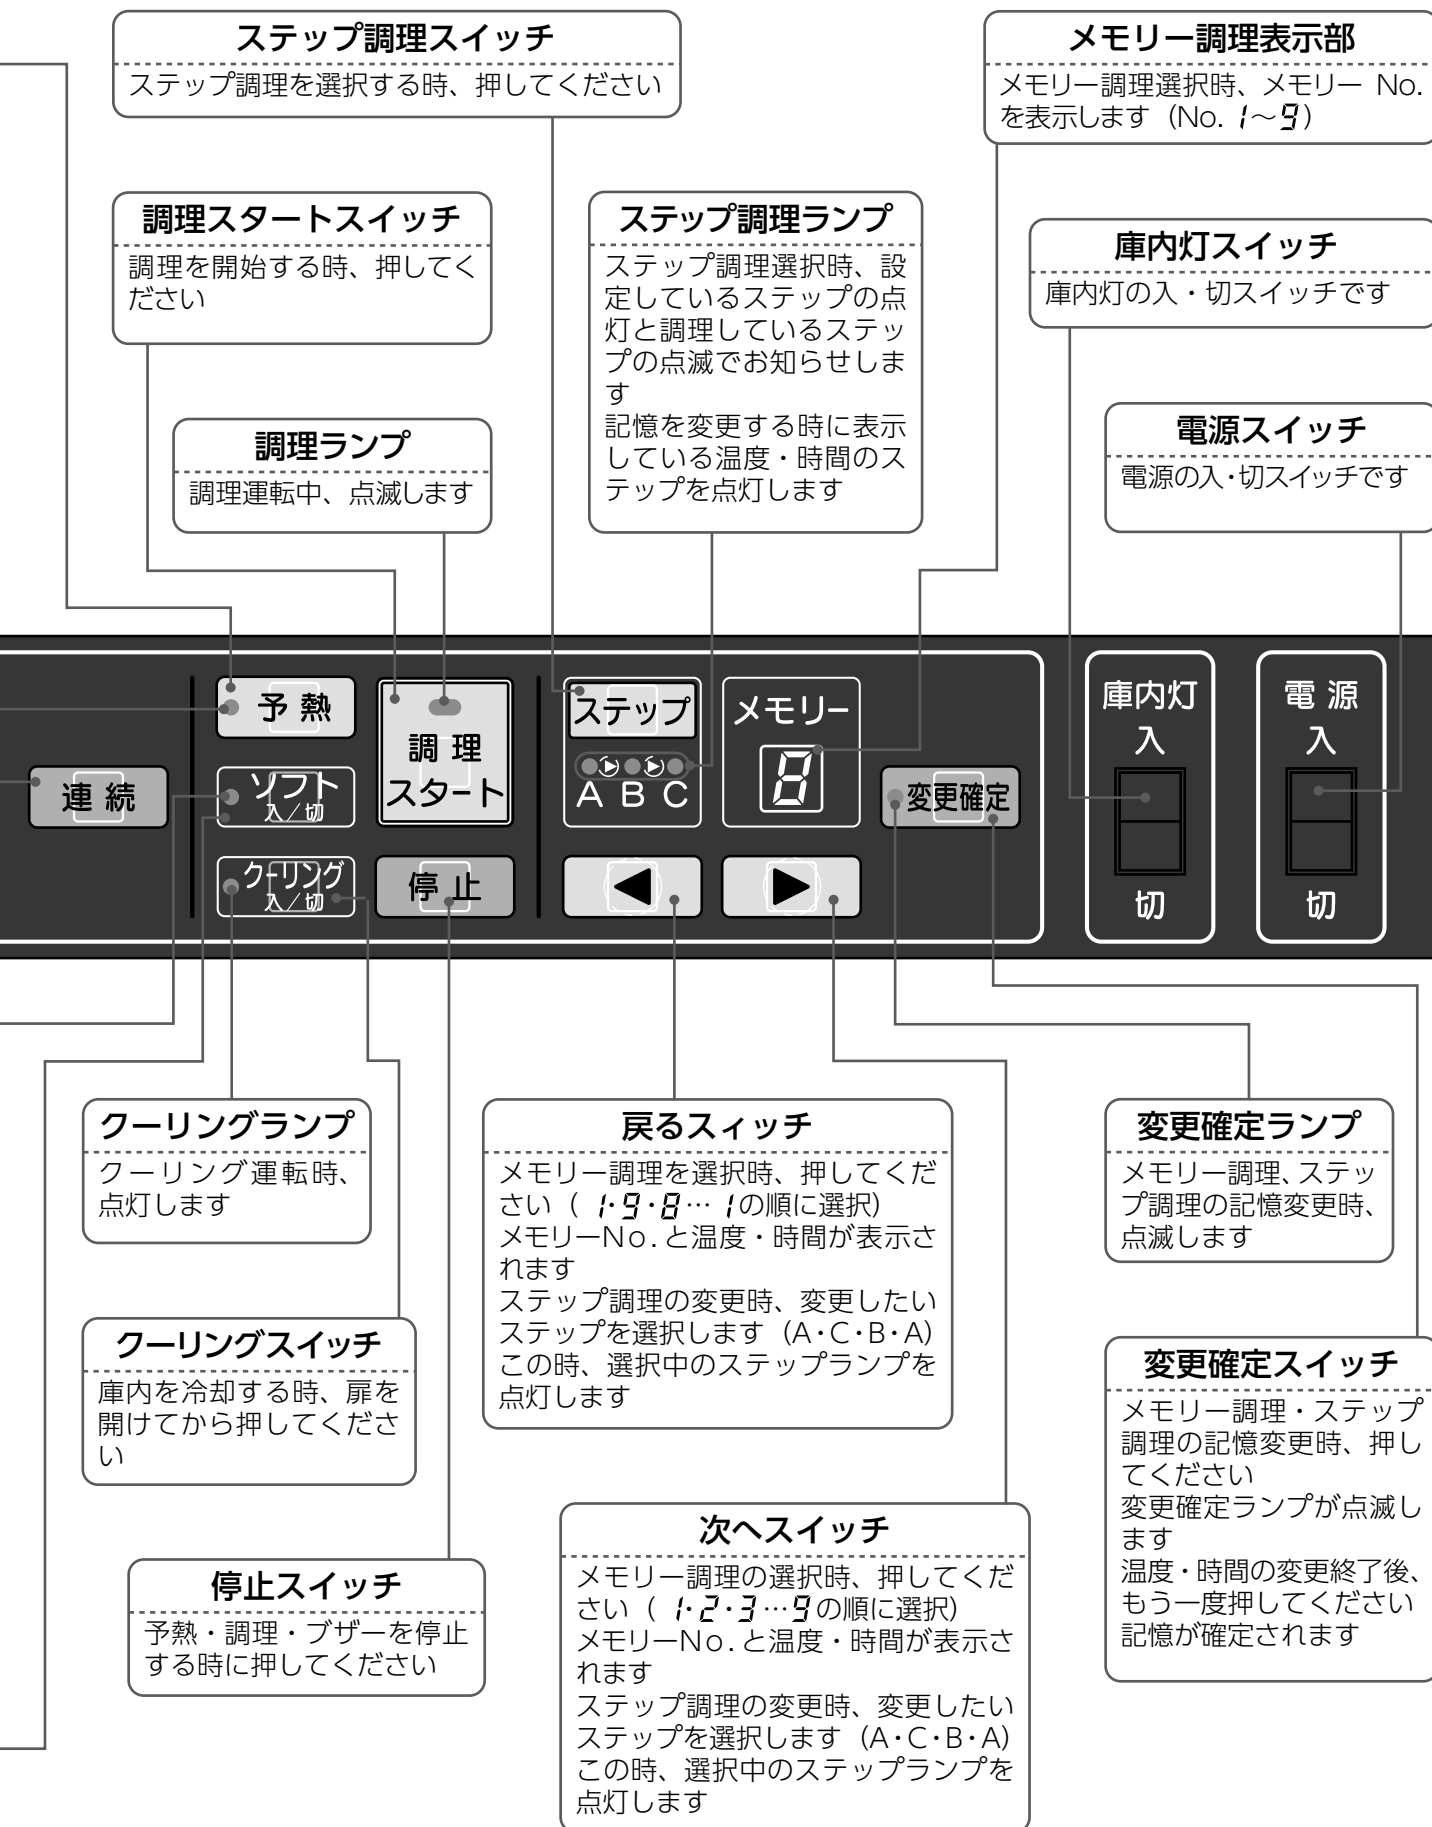 ステップ調理スイッチ
ステップ調理を選択する時、押してください
メモリー調理表示部
メモリー調理選択時、メモリー No.
を表示します（No. 1～9）
調理スタートスイッチ
調理を開始する時、押してく
ださい
ステップ調理ランプ
ステップ調理選択時、設
定しているステップの点
灯と調理しているステッ
プの点滅でお知らせしま
す
記憶を変更する時に表示
している温度・時間のス
テップを点灯します
庫内灯スイッチ
庫内灯の入・切スイッチです
調理ランプ
調理運転中、点滅します
電源スイッチ
電源の入・切スイッチです
予熱
連続
ソフト
入／切
クーリング
入／切
調理
スタート
停止
ステップ
A B C
メモリー
8
変更確定
◀
▶
庫内灯
入
切
電源
入
切
クーリングランプ
クーリング運転時、
点灯します
戻るスィッチ
メモリー調理を選択時、押してくだ
さい（ 1・9・8… 1の順に選択）
メモリーNo.と温度・時間が表示さ
れます
ステップ調理の変更時、変更したい
ステップを選択します（A・C・B・A）
この時、選択中のステップランプを
点灯します
変更確定ランプ
メモリー調理、ステッ
プ調理の記憶変更時、
点滅します
クーリングスイッチ
庫内を冷却する時、扉を
開けてから押してくださ
い
変更確定スイッチ
メモリー調理・ステップ
調理の記憶変更時、押し
てください
変更確定ランプが点滅し
ます
温度・時間の変更終了後、
もう一度押してください
記憶が確定されます
停止スイッチ
予熱・調理・ブザーを停止
する時に押してください
次へスイッチ
メモリー調理の選択時、押してくだ
さい（ 1・2・3…9の順に選択）
メモリーNo.と温度・時間が表示さ
れます
ステップ調理の変更時、変更したい
ステップを選択します（A・C・B・A）
この時、選択中のステップランプを
点灯します